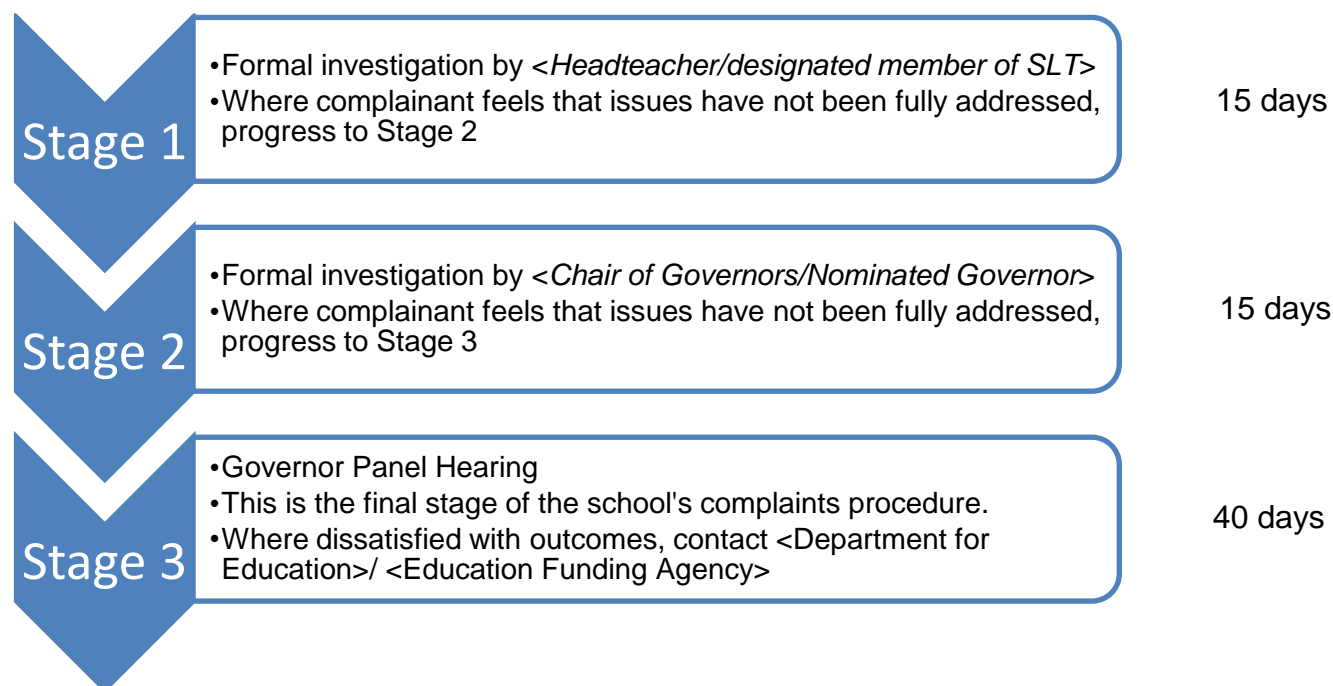 Stage 1
•Formal investigation by <Headteacher/designated member of SLT>
•Where complainant feels that issues have not been fully addressed,
progress to Stage 2
15 days
Stage 2
•Formal investigation by <Chair of Governors/Nominated Governor>
•Where complainant feels that issues have not been fully addressed,
progress to Stage 3
15 days
Stage 3
•Governor Panel Hearing
•This is the final stage of the school's complaints procedure.
•Where dissatisfied with outcomes, contact <Department for
Education>/ <Education Funding Agency>
40 days